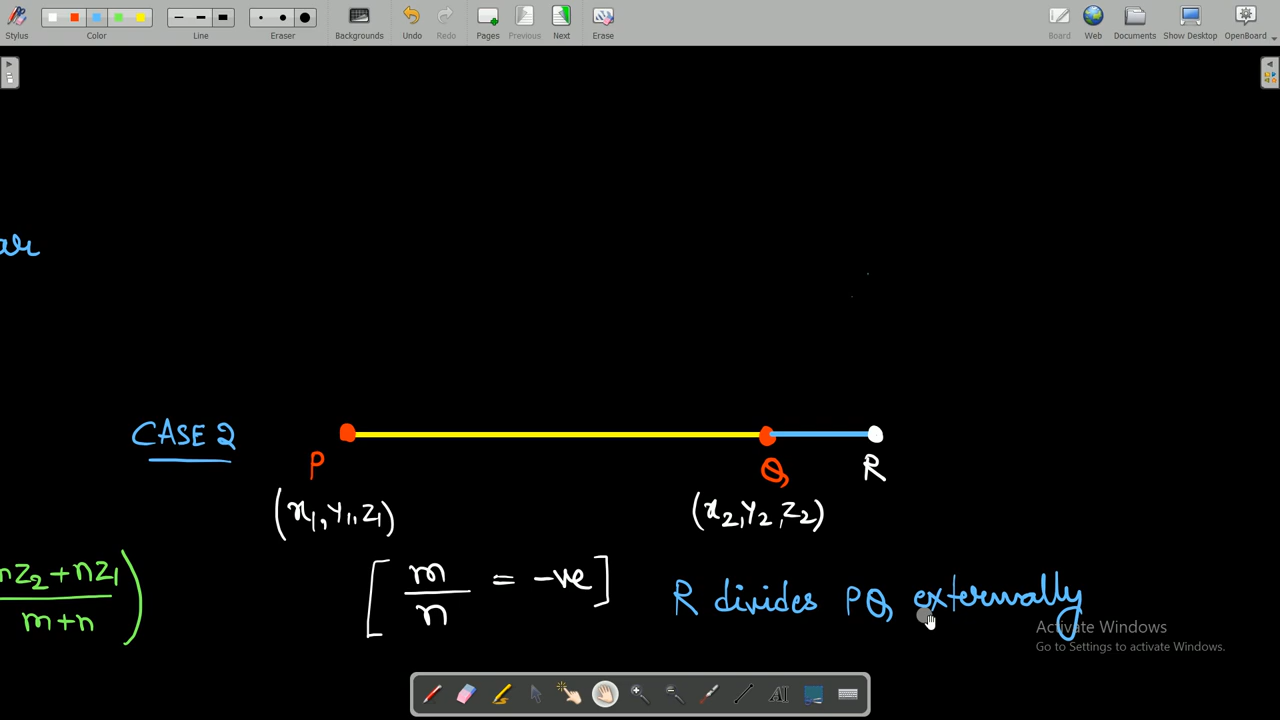 Stylus Color Line Eraser Backgrounds Undo Redo Pages Previous Next Erase Board Web Documents Show Desktop OpenBoard
CASE 2
P Q R
(x1, y1, z1) (x2, y2, z2)
nz1
m+n
[m/n = -ve] R divides PQ externally
Activate Windows
Go to Settings to activate Windows.